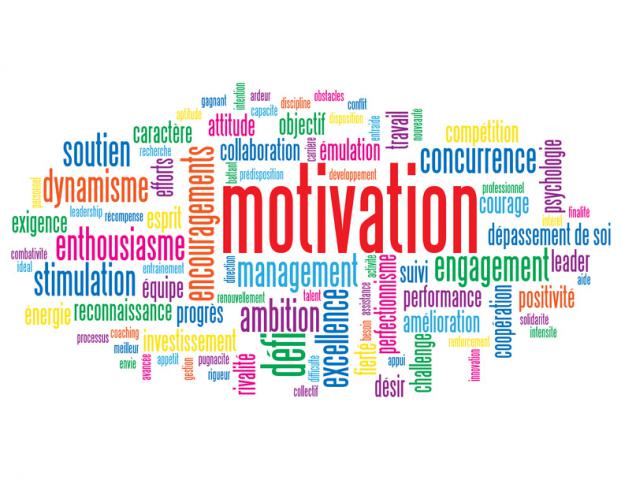 intention
ardeur
obstacles
gagnant
capacité
discipline
conflit
aptitude
attitude
objectif
disposition
entraide
travail
nouveauté
caractère
compétition
soutien
recherche
efforts
battant
collaboration
carrière
émulation
concurrence
psychologie
personnel
dynamisme
encouragements
prédisposition
développement
professionnel
leadership
récompense
esprit
motivation
courage
finalité
exigence
intérêt
combativité
enthousiasme
dépassement de soi
idéal
entrainement
direction
management
activité
suivi
engagement
leader
stimulation
équipe
aide
renouvellement
talent
assistance
perfectionnisme
performance
coopération
positivité
énergie
reconnaissance
progrès
ambition
excellence
besoin
amélioration
solidarité
intensité
processus
coaching
investissement
défi
fierté
renforcement
meilleur
envie
avancée
appétit
gestion
pugnacité
rigueur
rivalité
difficulté
collectif
appui
désir
challenge
innovation